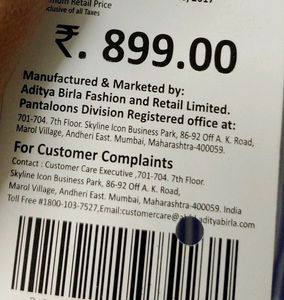 mum Retail Price
clusive of all Taxes
2017
₹. 899.00
Manufactured & Marketed by:
Aditya Birla Fashion and Retail Limited.
Pantaloons Division Registered office at:
701-704. 7th Floor. Skyline Icon Business Park, 86-92 Off A. K. Road,
Marol Village, Andheri East. Mumbai, Maharashtra-400059.
For Customer Complaints
Contact : Customer Care Executive ,701-704. 7th Floor.
Skyline Icon Business Park, 86-92 Off A. K. Road,
Marol Village, Andheri East. Mumbai, Maharashtra-400059. India
Toll Free #1800-103-7527,Email:customercare@ adityabirla.com